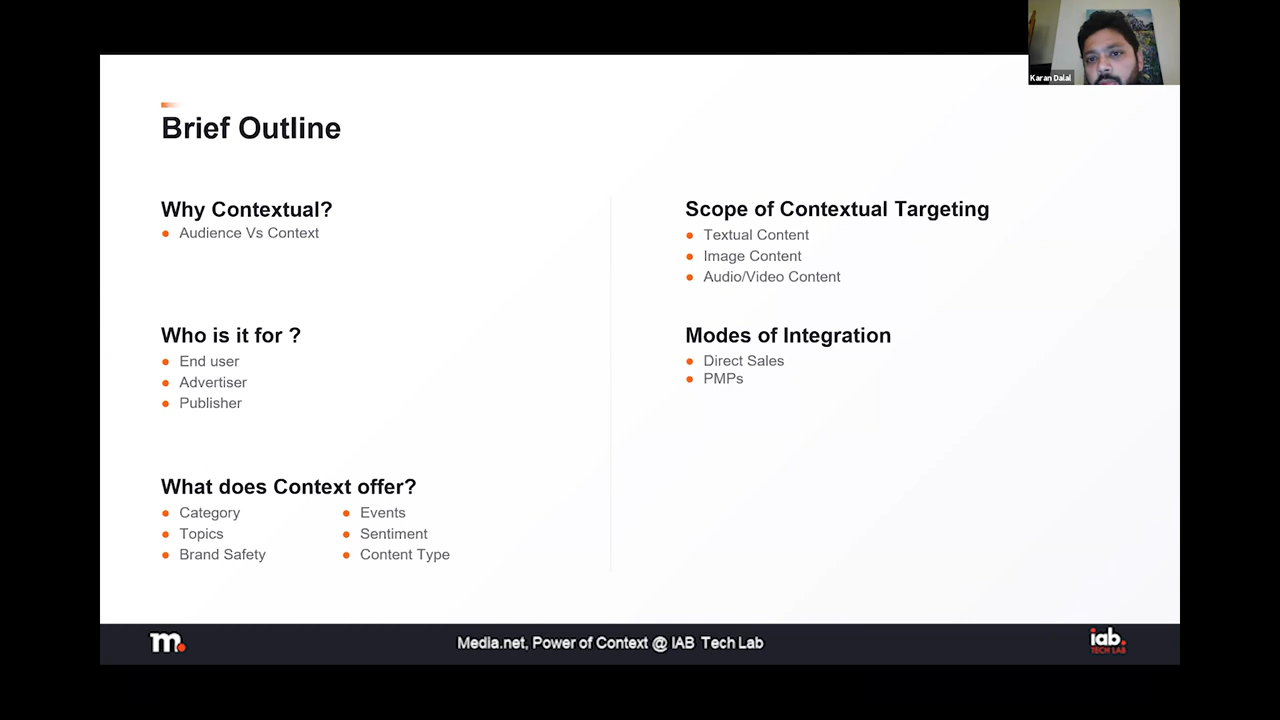 Karan Dalal
Brief Outline
Why Contextual?
Audience Vs Context
Who is it for ?
End user
Advertiser
Publisher
What does Context offer?
Category
Topics
Brand Safety
Events
Sentiment
Content Type
Scope of Contextual Targeting
Textual Content
Image Content
Audio/Video Content
Modes of Integration
Direct Sales
PMPs
m.
Media.net, Power of Context @ IAB Tech Lab
iab.
TECH LAB